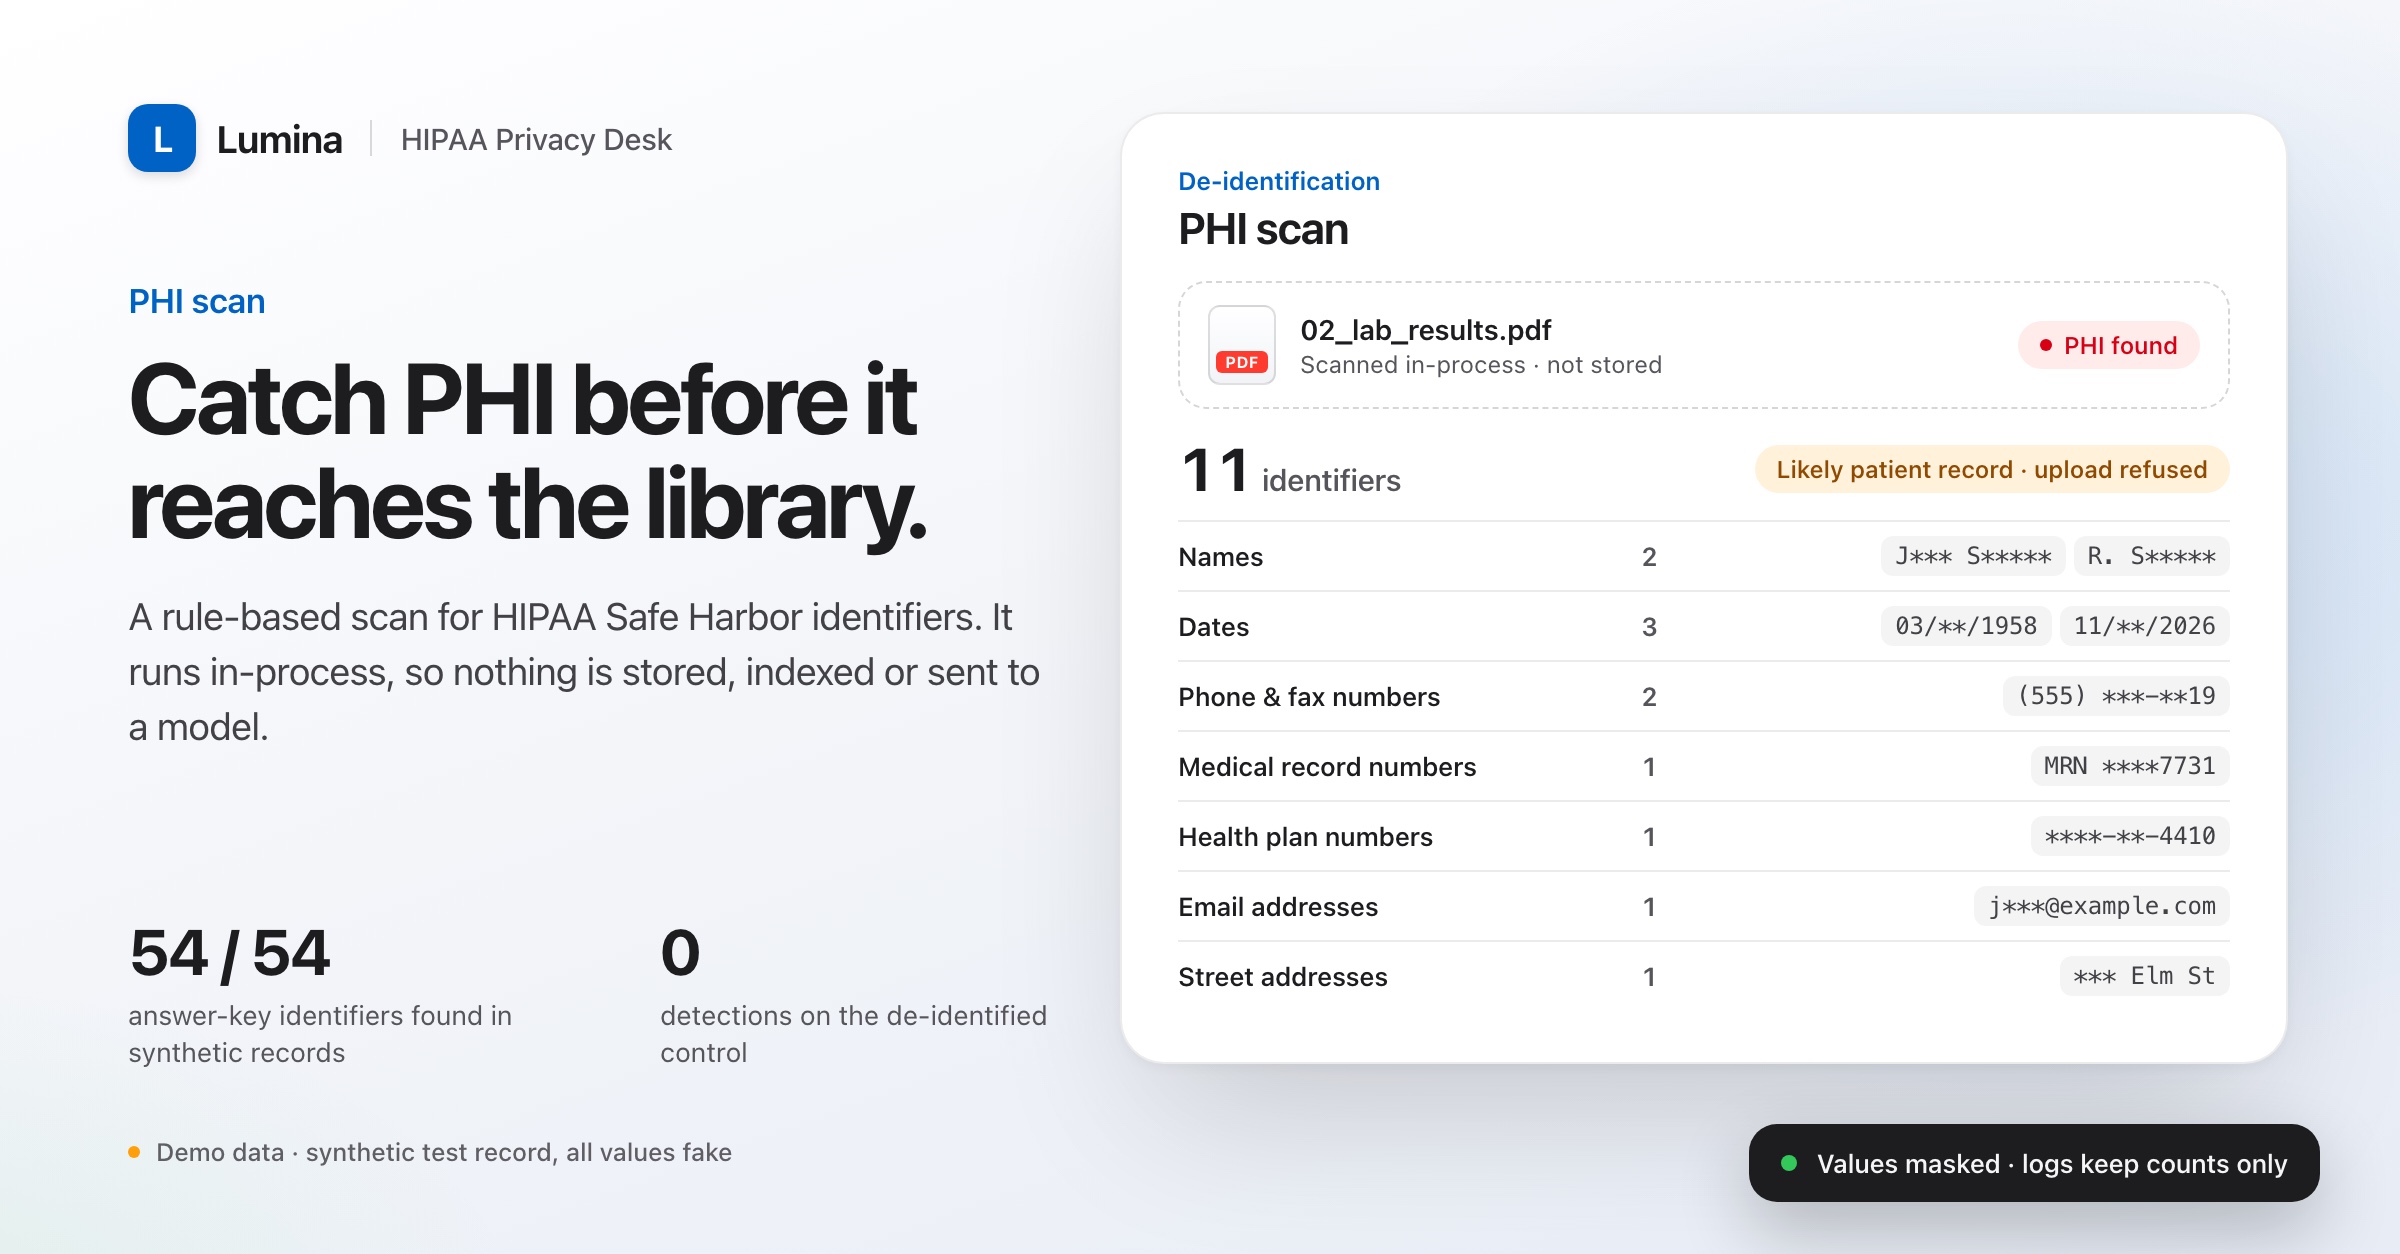 L Lumina HIPAA Privacy Desk
PHI scan
Catch PHI before it
reaches the library.
A rule-based scan for HIPAA Safe Harbor identifiers. It
runs in-process, so nothing is stored, indexed or sent to
a model.
54 / 54
answer-key identifiers found in
synthetic records
0
detections on the de-identified
control
Demo data · synthetic test record, all values fake
De-identification
PHI scan
PDF
02_lab_results.pdf
Scanned in-process · not stored
PHI found
11 identifiers
Likely patient record · upload refused
Names 2 J*** S***** R. S*****
Dates 3 03/**/1958 11/**/2026
Phone & fax numbers 2 (555) ***-**19
Medical record numbers 1 MRN ****7731
Health plan numbers 1 ****-**-4410
Email addresses 1 j***@example.com
Street addresses 1 *** Elm St
Values masked · logs keep counts only